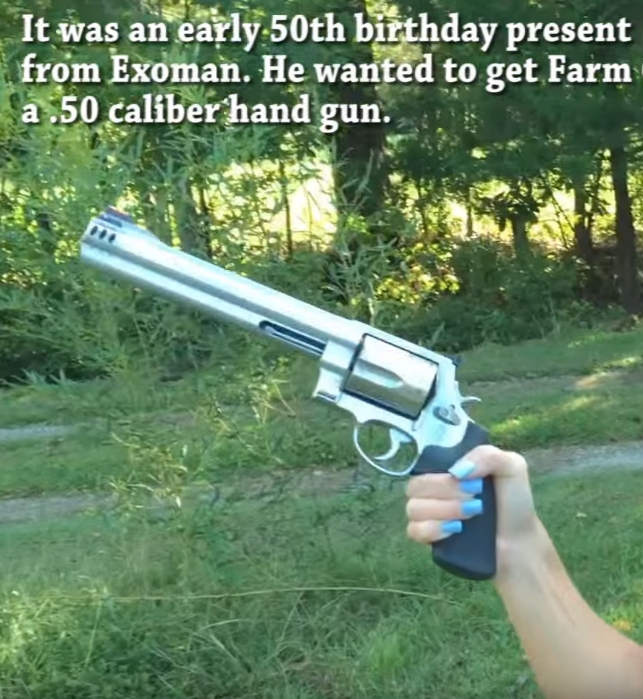 It was an early 50th birthday present
from Exoman. He wanted to get Farm
a .50 caliber hand gun.